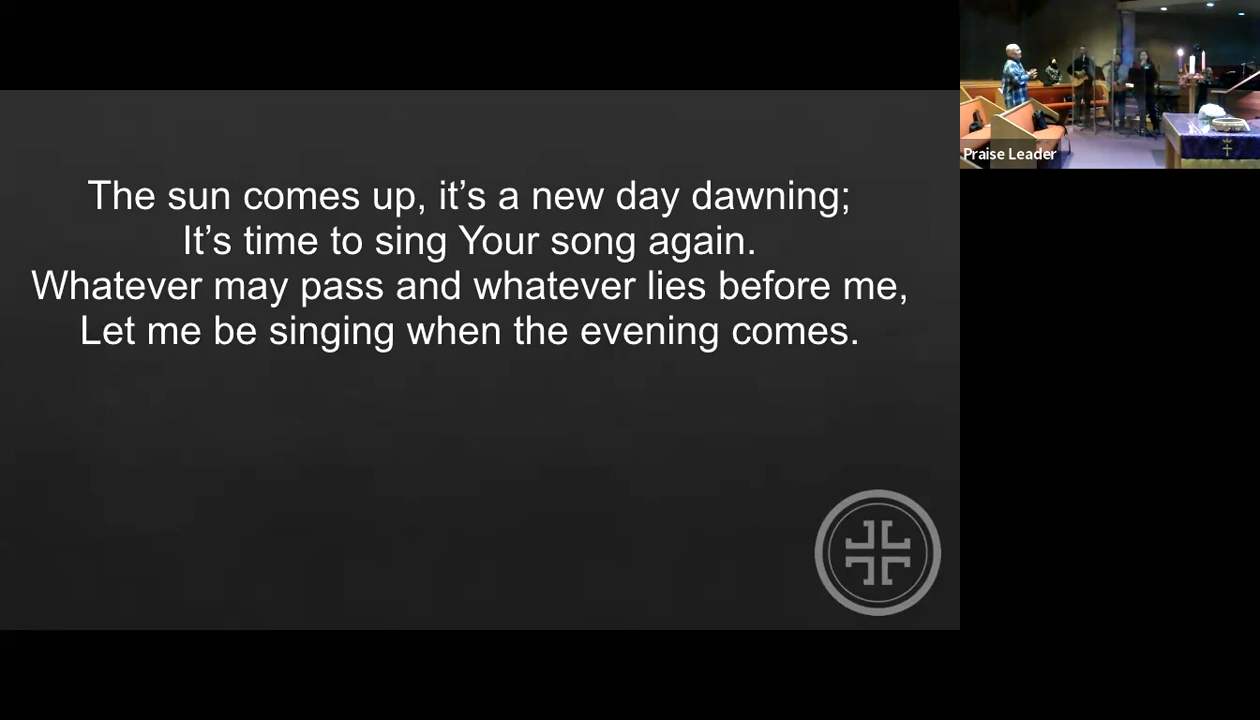 The sun comes up, it’s a new day dawning;
It’s time to sing Your song again.
Whatever may pass and whatever lies before me,
Let me be singing when the evening comes.
Praise Leader